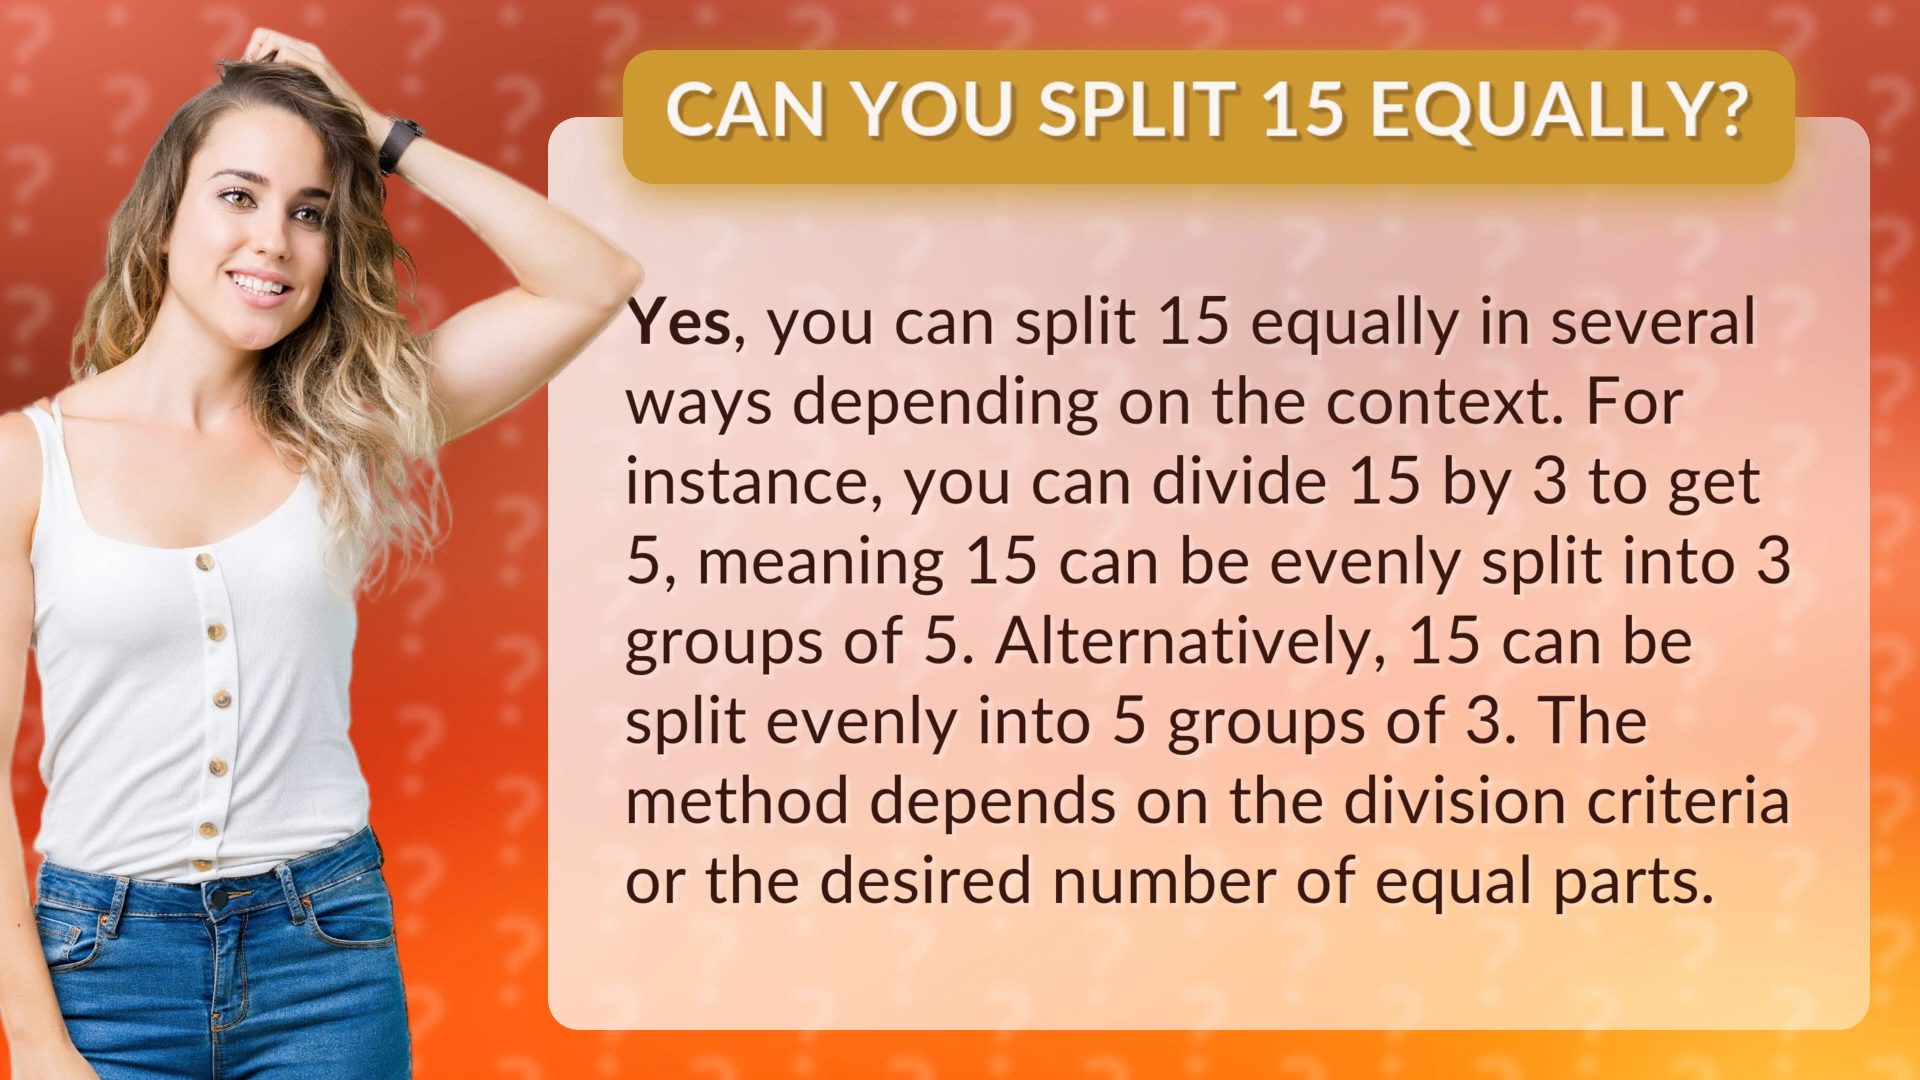 CAN YOU SPLIT 15 EQUALLY?
Yes, you can split 15 equally in several
ways depending on the context. For
instance, you can divide 15 by 3 to get
5, meaning 15 can be evenly split into 3
groups of 5. Alternatively, 15 can be
split evenly into 5 groups of 3. The
method depends on the division criteria
or the desired number of equal parts.